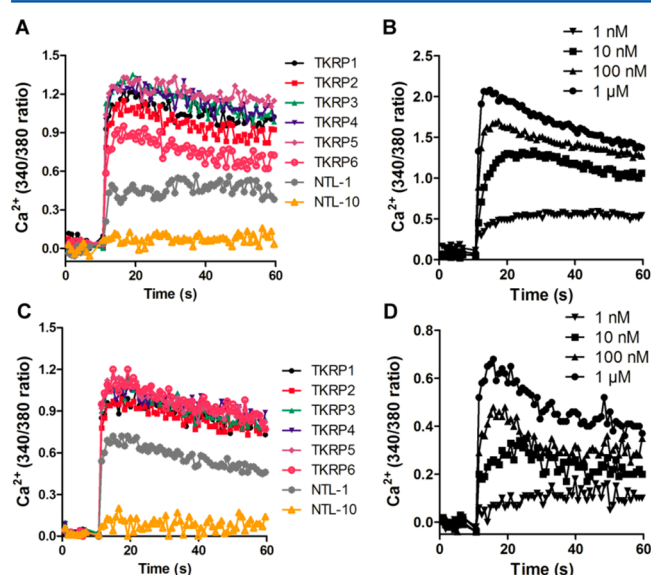 A
Ca2+ (340/380 ratio)
1.5
1.2
0.9
0.6
0.3
0.0
0
20
40
60
Time (s)
TKRP1
TKRP2
TKRP3
TKRP4
TKRP5
TKRP6
NTL-1
NTL-10
B
Ca2+ (340/380 ratio)
2.5
2.0
1.5
1.0
0.5
0.0
0
20
40
60
Time (s)
1 nM
10 nM
100 nM
1 µM
C
Ca2+ (340/380 ratio)
1.5
1.2
0.9
0.6
0.3
0.0
0
20
40
60
Time (s)
TKRP1
TKRP2
TKRP3
TKRP4
TKRP5
TKRP6
NTL-1
NTL-10
D
Ca2+ (340/380 ratio)
0.8
0.6
0.4
0.2
0.0
0
20
40
60
Time (s)
1 nM
10 nM
100 nM
1 µM